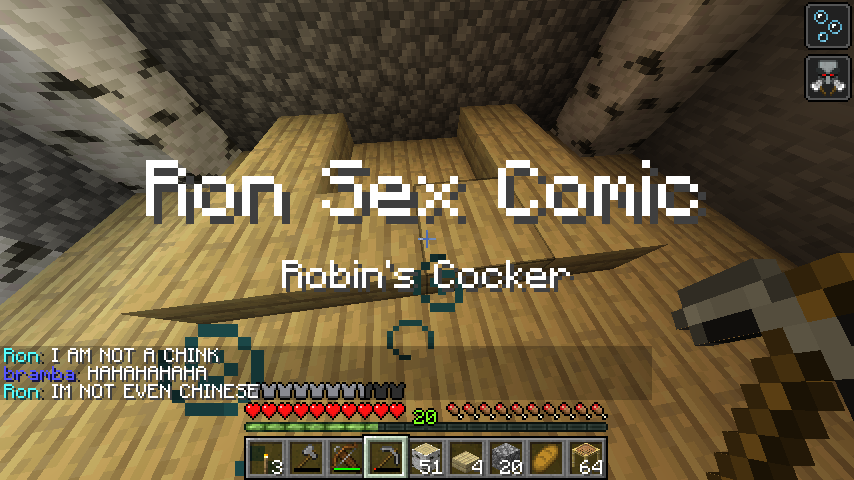 Ron Sex Comic
Robin's Cocker
Ron: I AM NOT A CHINK
bramba: HAHAHAHAHA
Ron: IM NOT EVEN CHINESE
20
3 51 4 20 64